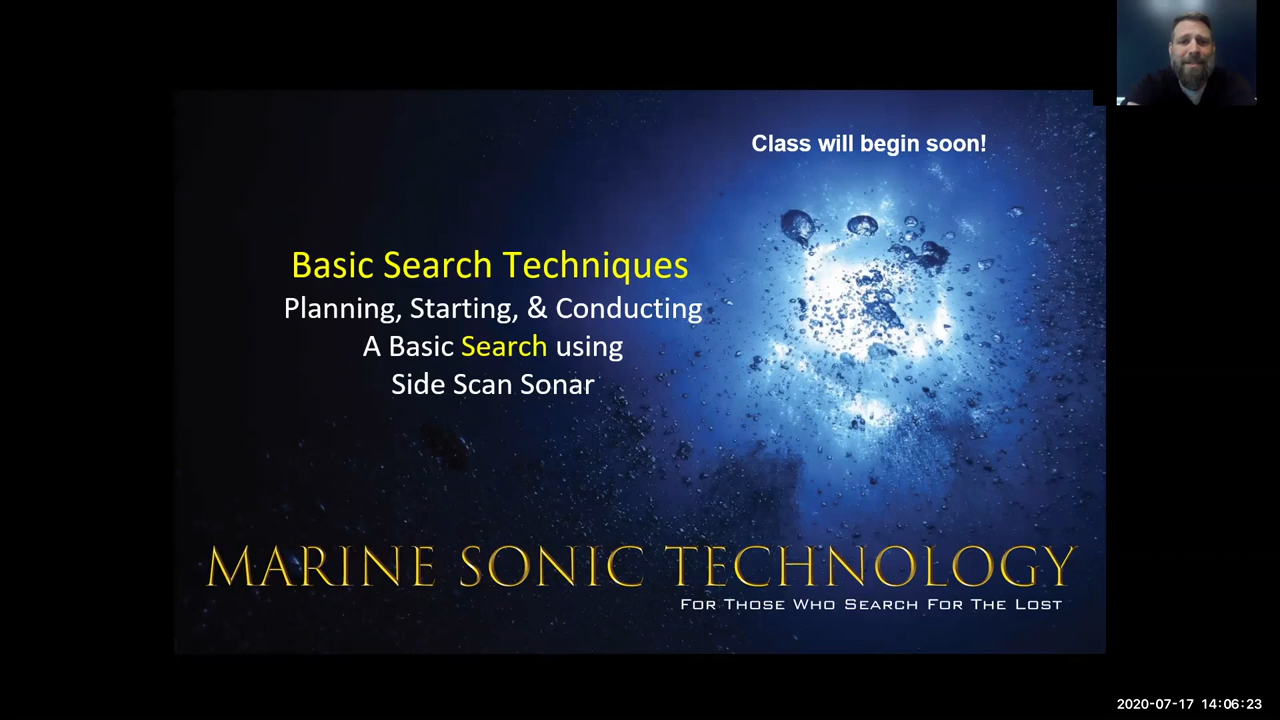 Class will begin soon!
Basic Search Techniques
Planning, Starting, & Conducting
A Basic Search using
Side Scan Sonar
MARINE SONIC TECHNOLOGY
FOR THOSE WHO SEARCH FOR THE LOST
2020-07-17 14:06:23